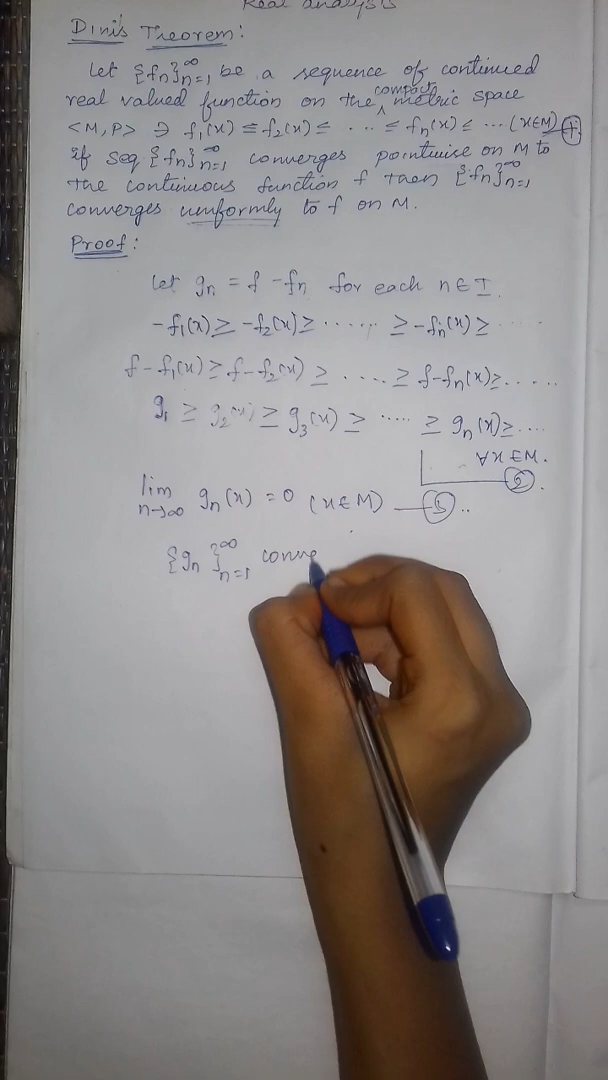 Real analysis
Dinis Theorem:
Let {fn}∞n=1 be a sequence of continued
real valued function on the compact metric space
<M, ρ> ∋ f1(x) ≤ f2(x) ≤ ... ≤ fn(x) ≤ ... (x∈M) ①
if seq {fn}∞n=1 converges pointwise on M to
the continuous function f then {fn}∞n=1
converges uniformly to f on M.
Proof:
Let gn = f - fn for each n ∈ I.
-f1(x) ≥ -f2(x) ≥ ...... ≥ -fn(x) ≥ .....
f - f1(x) ≥ f - f2(x) ≥ ..... ≥ f - fn(x) ≥ ......
g1 ≥ g2(x) ≥ g3(x) ≥ ..... ≥ gn(x) ≥ ....
∀x ∈ M.
②.
lim n→∞ gn(x) = 0 (x ∈ M) — ③ ..
{gn}∞n=1 conve